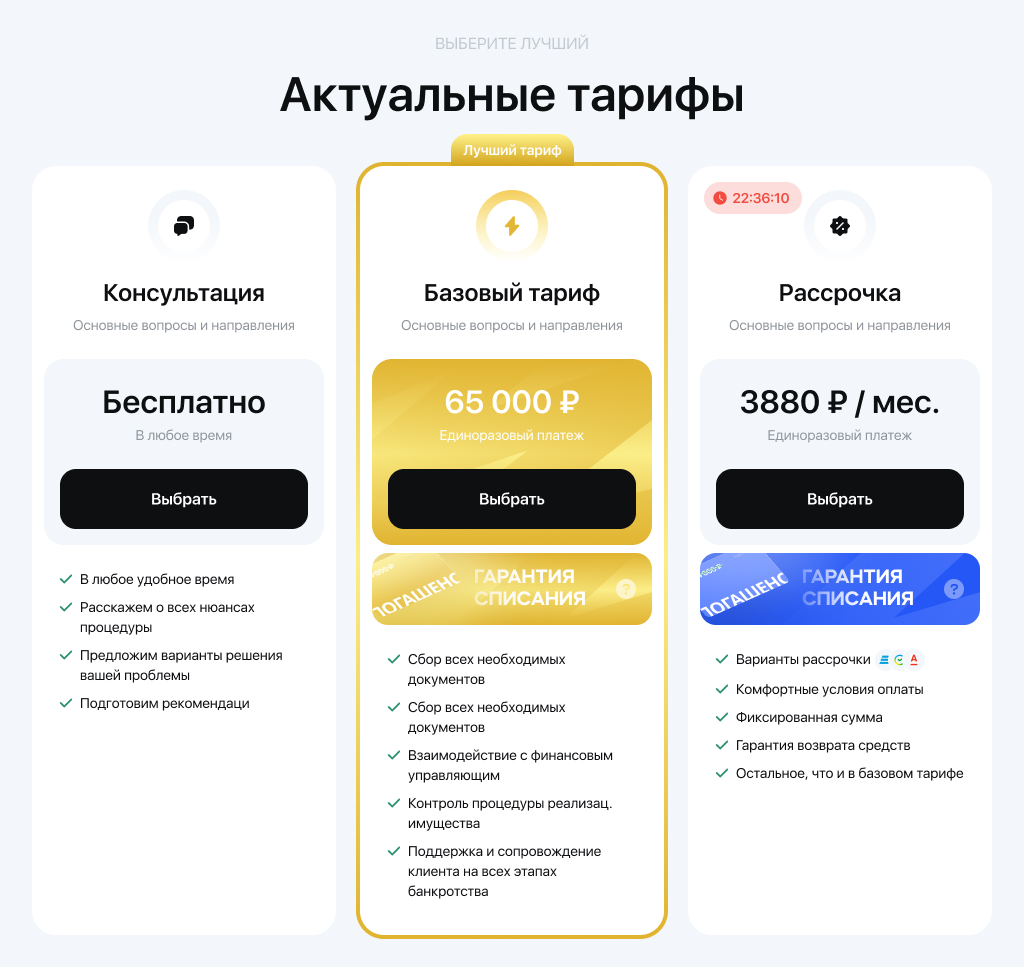 ВЫБЕРИТЕ ЛУЧШИЙ
Актуальные тарифы
Консультация
Основные вопросы и направления
Бесплатно
В любое время
Выбрать
В любое удобное время
Расскажем о всех нюансах
процедуры
Предложим варианты решения
вашей проблемы
Подготовим рекомендаци
Лучший тариф
Базовый тариф
Основные вопросы и направления
65 000 ₽
Единоразовый платеж
Выбрать
ПОГАШЕНО
ГАРАНТИЯ
СПИСАНИЯ
?
Сбор всех необходимых
документов
Сбор всех необходимых
документов
Взаимодействие с финансовым
управляющим
Контроль процедуры реализац.
имущества
Поддержка и сопровождение
клиента на всех этапах
банкротства
22:36:10
Рассрочка
Основные вопросы и направления
3880 ₽ / мес.
Единоразовый платеж
Выбрать
ПОГАШЕНО
ГАРАНТИЯ
СПИСАНИЯ
?
Варианты рассрочки
Комфортные условия оплаты
Фиксированная сумма
Гарантия возврата средств
Остальное, что и в базовом тарифе